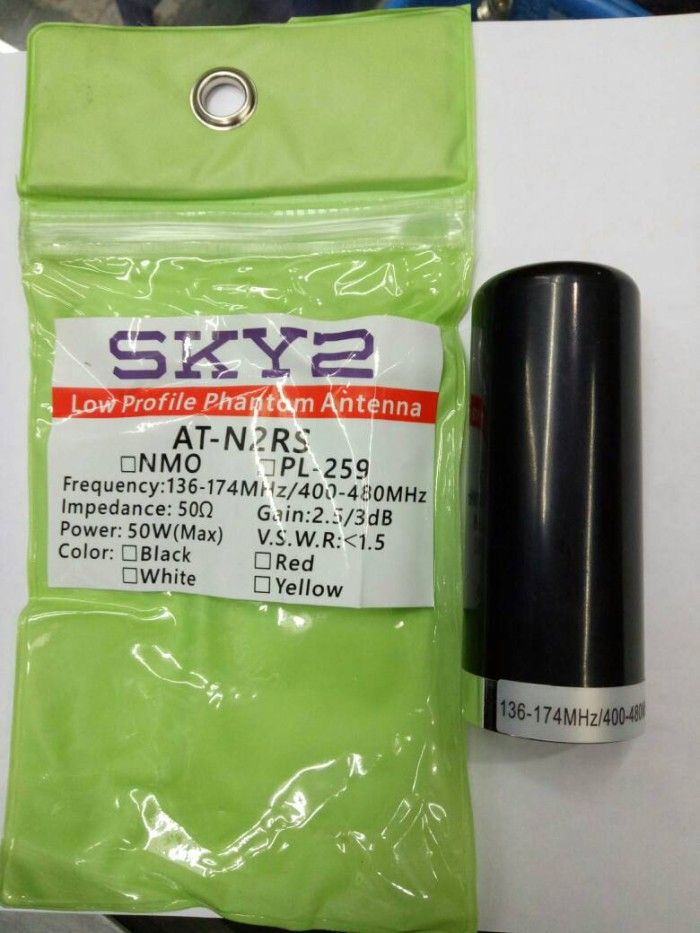 SKY2
Low Profile Phantom Antenna
AT-N2RS
☐NMO ☐PL-259
Frequency:136-174MHz/400-480MHz
Impedance: 50Ω Gain:2.5/3dB
Power: 50W(Max) V.S.W.R:<1.5
Color: ☐Black ☐Red
☐White ☐Yellow
136-174MHz/400-480